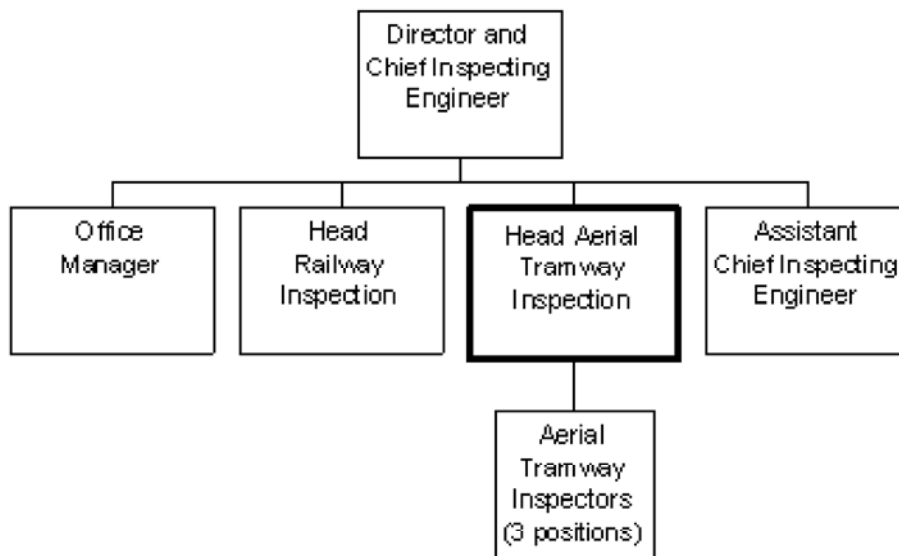 Director and
Chief Inspecting
Engineer
Office
Manager
Head
Railway
Inspection
Head Aerial
Tramway
Inspection
Assistant
Chief Inspecting
Engineer
Aerial
Tramway
Inspectors
(3 positions)